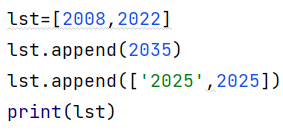 lst=[2008,2022]
lst.append(2035)
lst.append(['2025',2025])
print(lst)